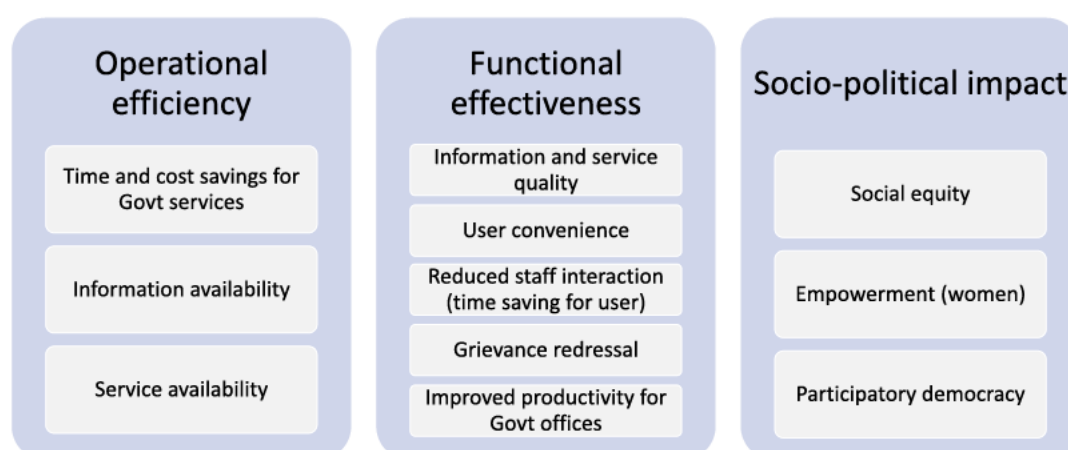 Operational
efficiency
Time and cost savings for
Govt services
Information availability
Service availability
Functional
effectiveness
Information and service
quality
User convenience
Reduced staff interaction
(time saving for user)
Grievance redressal
Improved productivity for
Govt offices
Socio-political impact
Social equity
Empowerment (women)
Participatory democracy